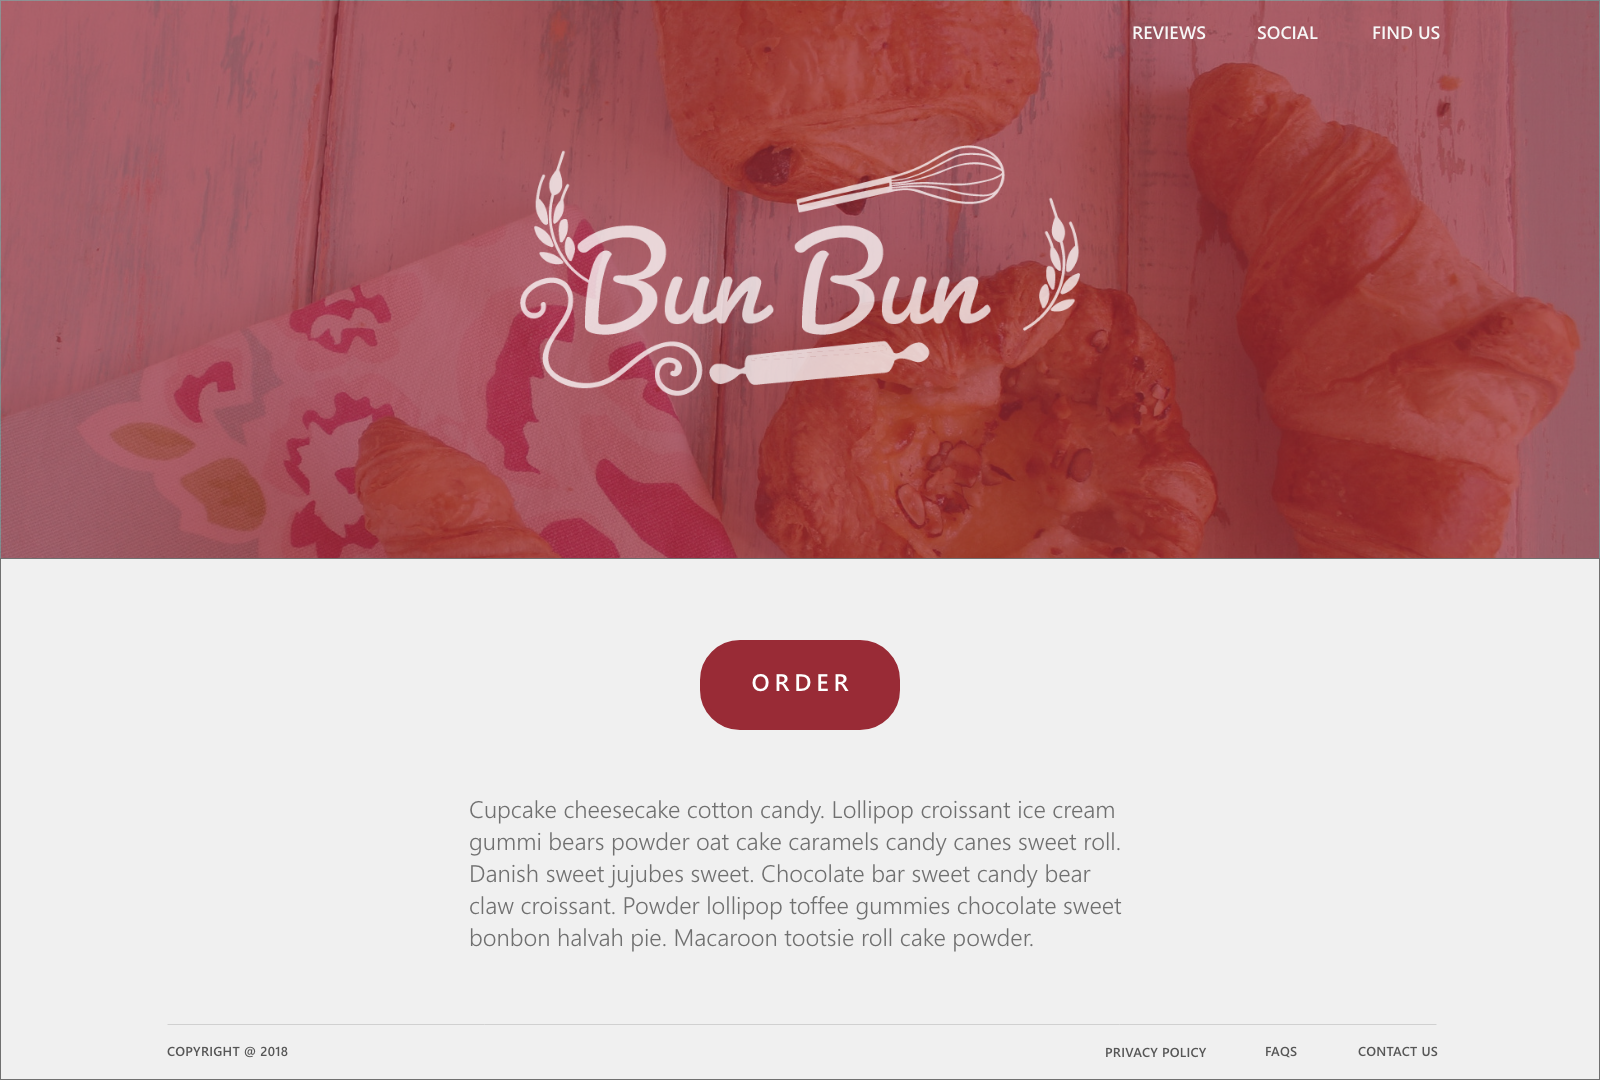 REVIEWS SOCIAL FIND US
Bun Bun
ORDER
Cupcake cheesecake cotton candy. Lollipop croissant ice cream
gummi bears powder oat cake caramels candy canes sweet roll.
Danish sweet jujubes sweet. Chocolate bar sweet candy bear
claw croissant. Powder lollipop toffee gummies chocolate sweet
bonbon halvah pie. Macaroon tootsie roll cake powder.
COPYRIGHT @ 2018 PRIVACY POLICY FAQS CONTACT US